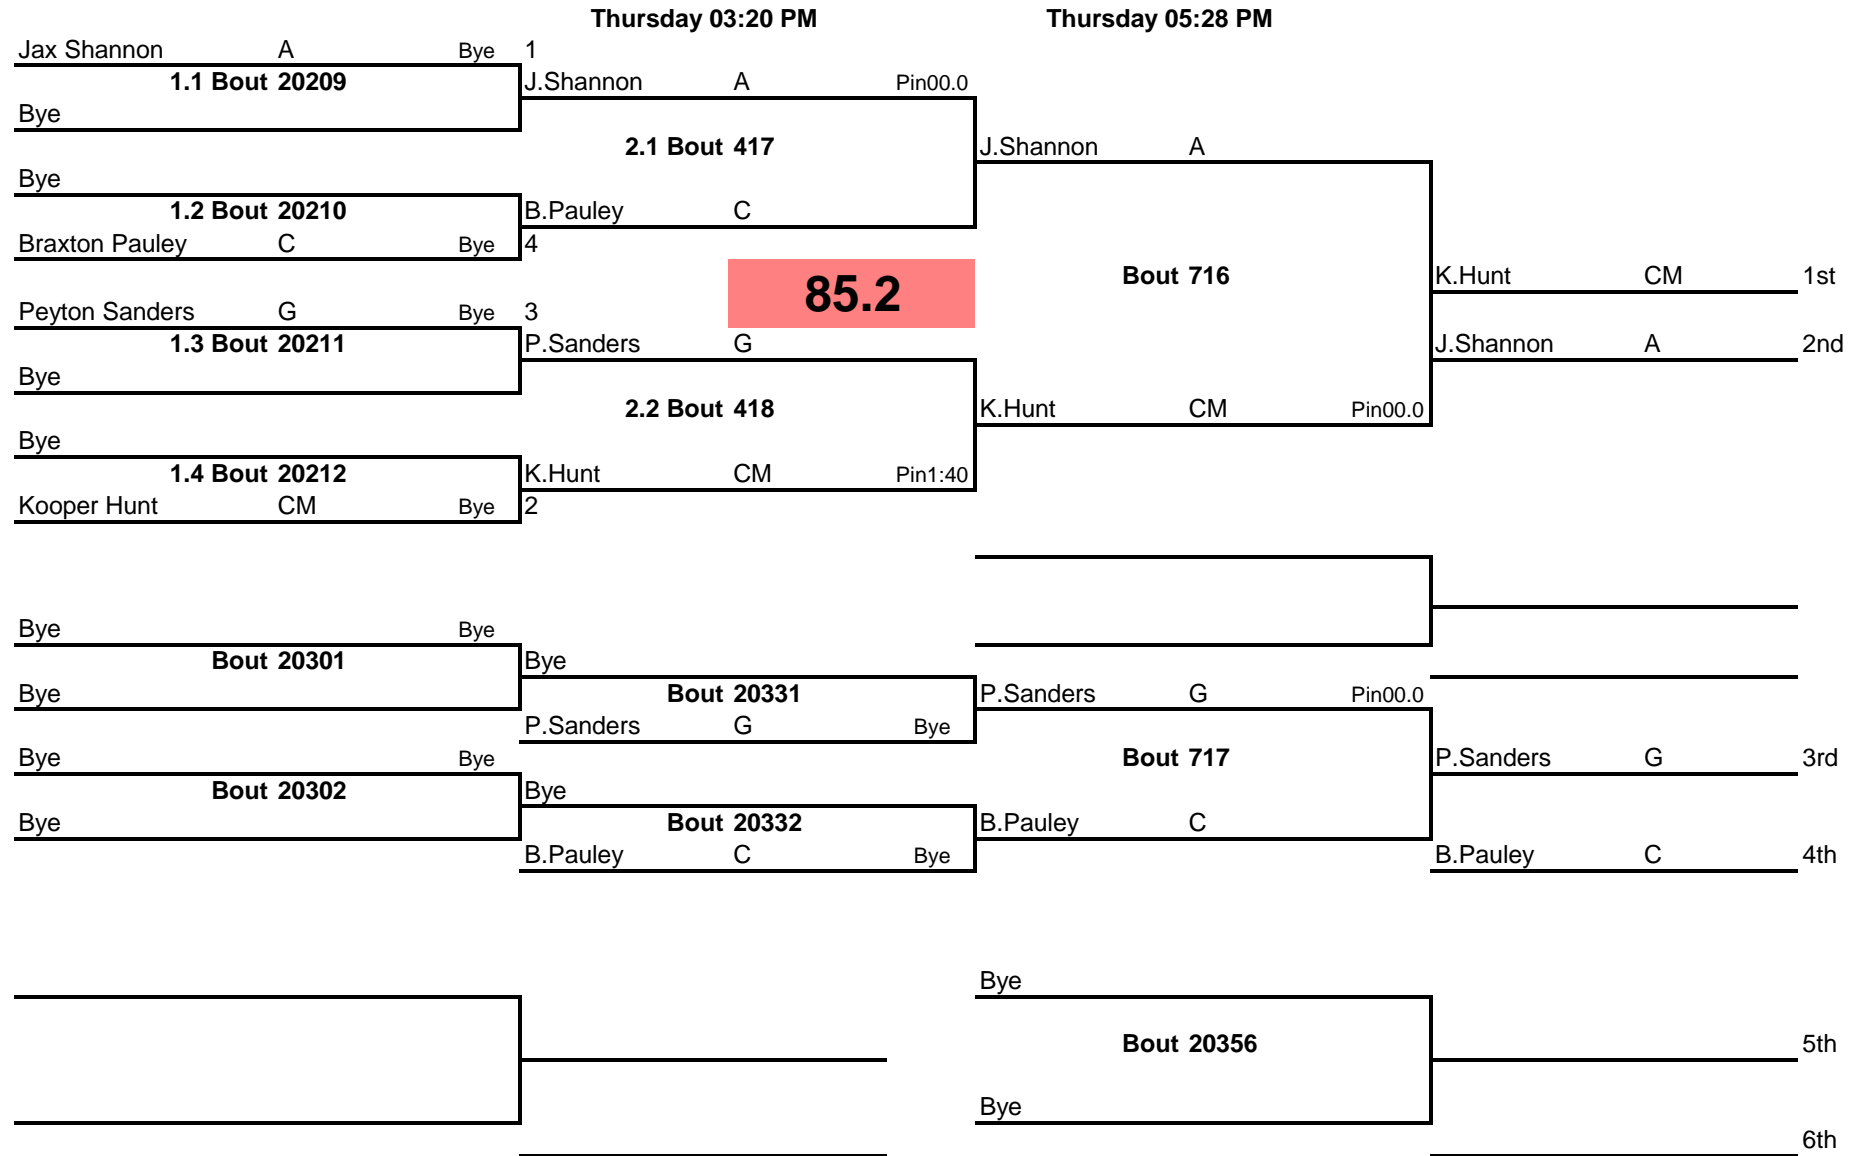 Thursday 03:20 PM Thursday 05:28 PM
Jax Shannon A Bye 1
1.1 Bout 20209 J.Shannon A Pin00.0
Bye
2.1 Bout 417 J.Shannon A
Bye
1.2 Bout 20210 B.Pauley C
Braxton Pauley C Bye 4
85.2 Bout 716 K.Hunt CM 1st
Peyton Sanders G Bye 3
1.3 Bout 20211 P.Sanders G J.Shannon A 2nd
Bye
2.2 Bout 418 K.Hunt CM Pin00.0
Bye
1.4 Bout 20212 K.Hunt CM Pin1:40
Kooper Hunt CM Bye 2
Bye Bye
Bout 20301 Bye
Bye Bout 20331 P.Sanders G Pin00.0
P.Sanders G Bye
Bye Bye Bout 717 P.Sanders G 3rd
Bout 20302 Bye
Bye Bout 20332 B.Pauley C
B.Pauley C Bye B.Pauley C 4th
Bye
Bout 20356 5th
Bye
6th